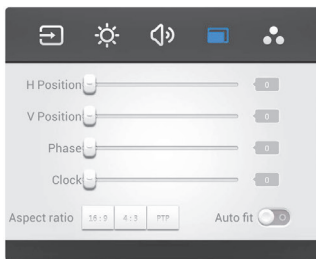 H Position 0
V Position 0
Phase 0
Clock 0
Aspect ratio 16:9 4:3 PTP Auto fit